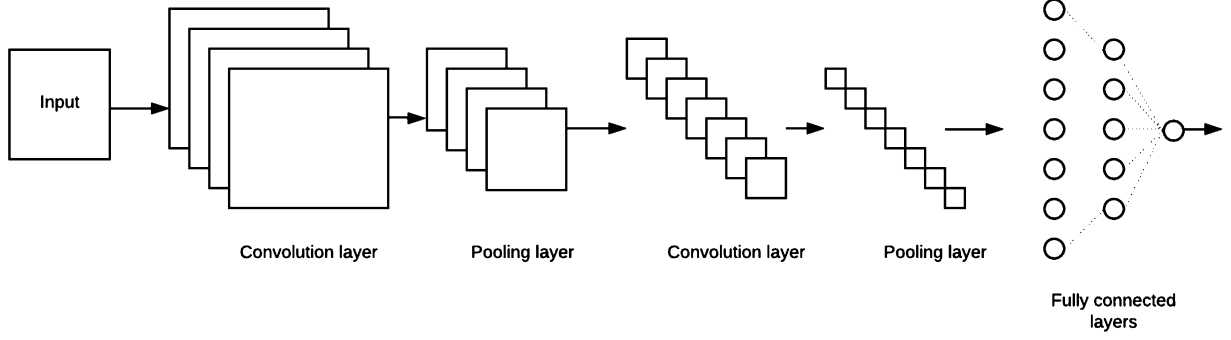 Input
Convolution layer
Pooling layer
Convolution layer
Pooling layer
Fully connected
layers